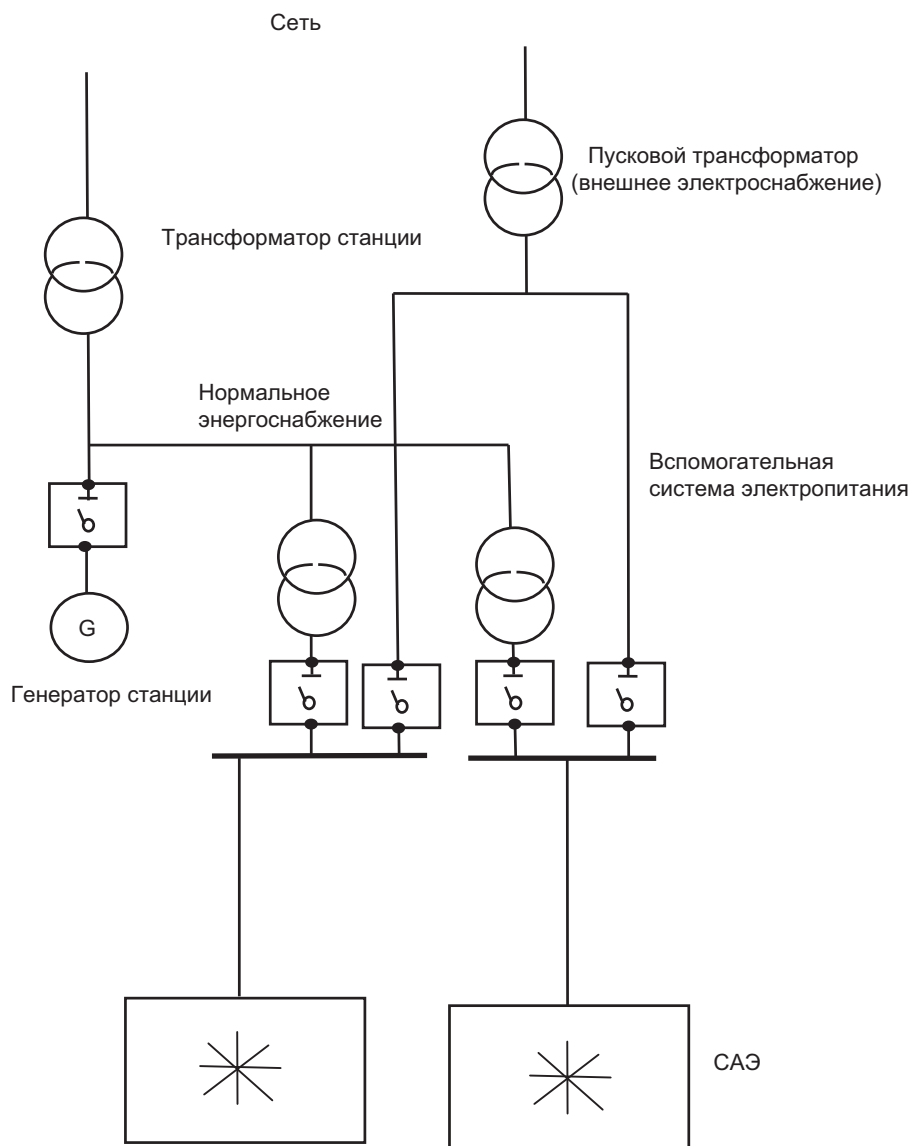 Сеть
Пусковой трансформатор
(внешнее электроснабжение)
Трансформатор станции
Нормальное
энергоснабжение
Вспомогательная
система электропитания
G
Генератор станции
САЭ